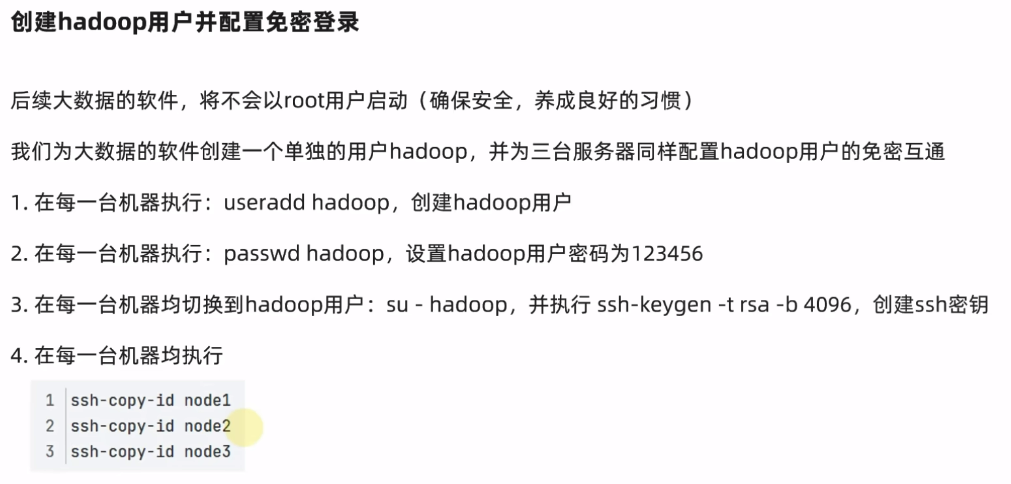 创建hadoop用户并配置免密登录
后续大数据的软件，将不会以root用户启动（确保安全，养成良好的习惯）
我们为大数据的软件创建一个单独的用户hadoop，并为三台服务器同样配置hadoop用户的免密互通
1. 在每一台机器执行：useradd hadoop，创建hadoop用户
2. 在每一台机器执行：passwd hadoop，设置hadoop用户密码为123456
3. 在每一台机器均切换到hadoop用户：su - hadoop，并执行 ssh-keygen -t rsa -b 4096，创建ssh密钥
4. 在每一台机器均执行
1 ssh-copy-id node1
2 ssh-copy-id node2
3 ssh-copy-id node3